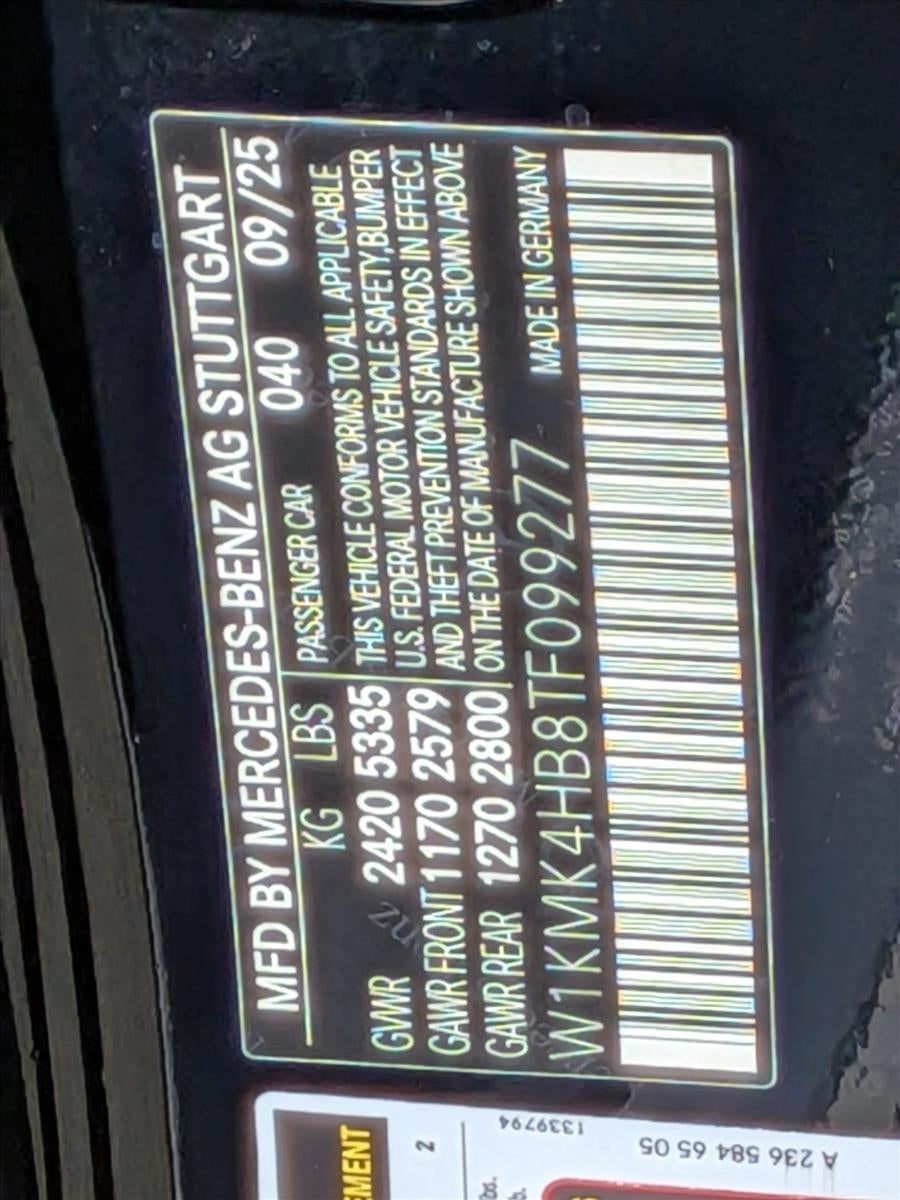 MFD BY MERCEDES-BENZ AG STUTTGART
KG LBS PASSENGER CAR 040 09/25
GVWR 2420 5335 THIS VEHICLE CONFORMS TO ALL APPLICABLE
GAWR FRONT 1170 2579 U.S. FEDERAL MOTOR VEHICLE SAFETY,BUMPER
GAWR REAR 1270 2800 AND THEFT PREVENTION STANDARDS IN EFFECT
ON THE DATE OF MANUFACTURE SHOWN ABOVE
W1KMK4HB8TF099277 MADE IN GERMANY
EMENT
2
1339794
A 236 584 65 05